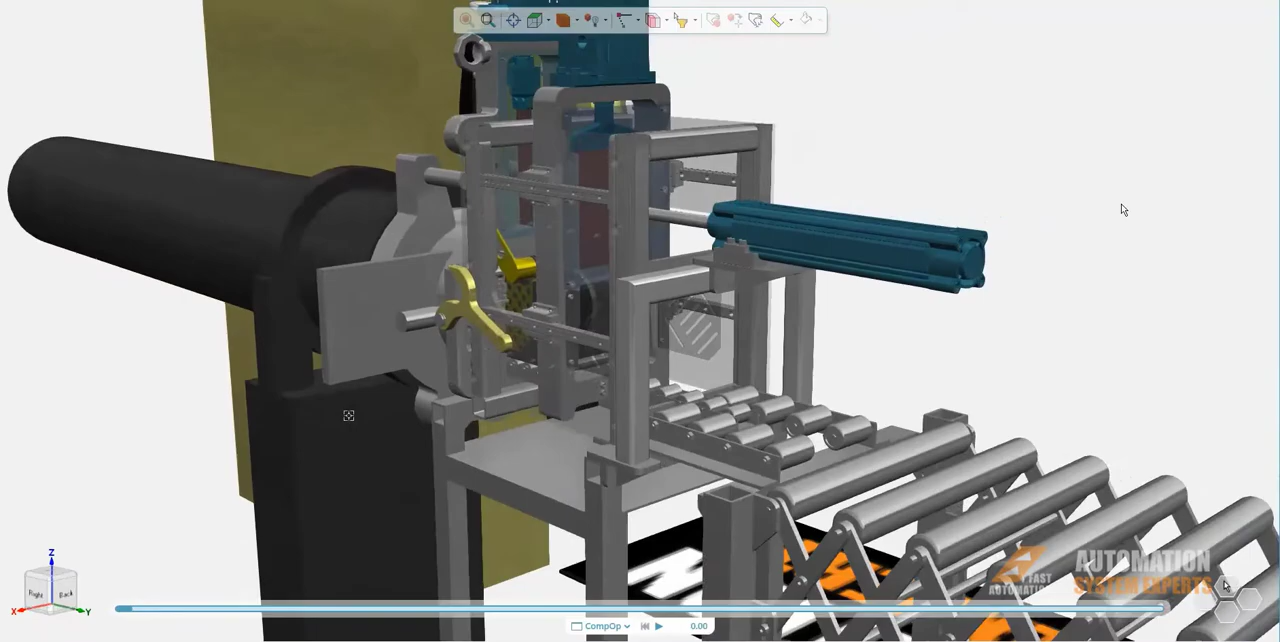 Z
Right
Back
X
Y
FAST
AUTOMATION
AUTOMATION
SYSTEM EXPERTS
CompOp
0.00